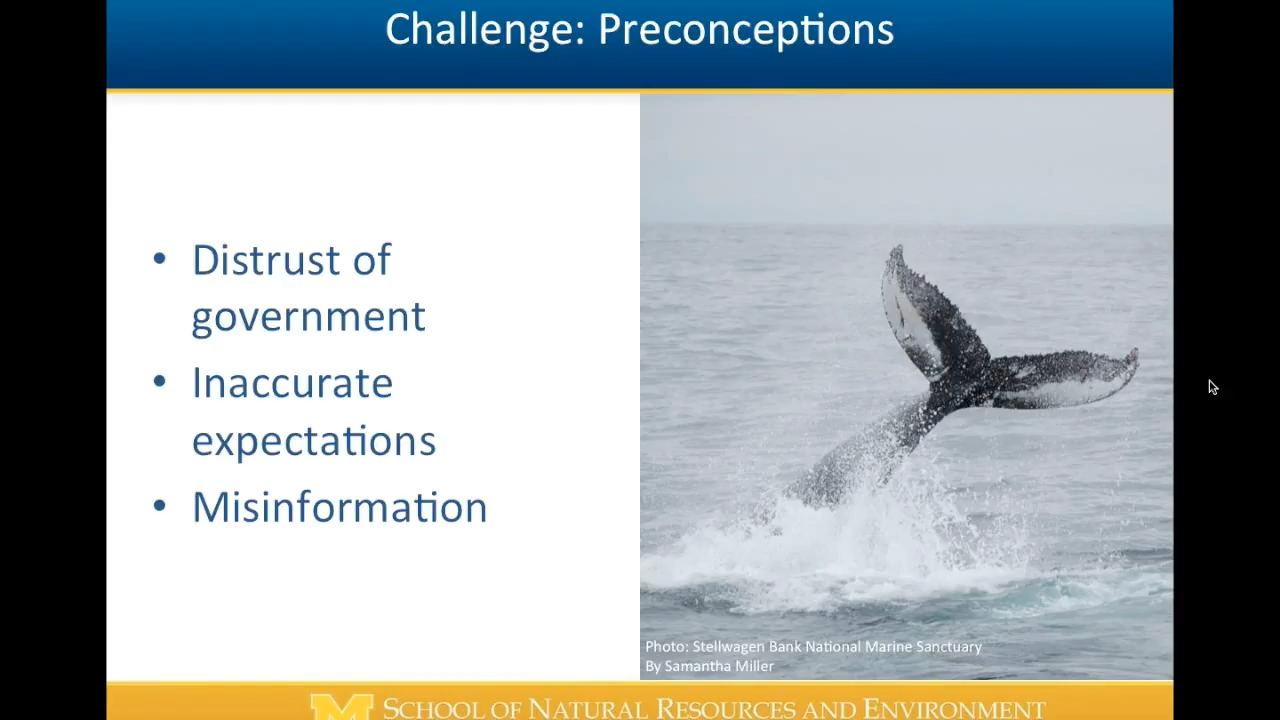 Challenge: Preconceptions
• Distrust of
government
• Inaccurate
expectations
• Misinformation
Photo: Stellwagen Bank National Marine Sanctuary
By Samantha Miller
M SCHOOL OF NATURAL RESOURCES AND ENVIRONMENT